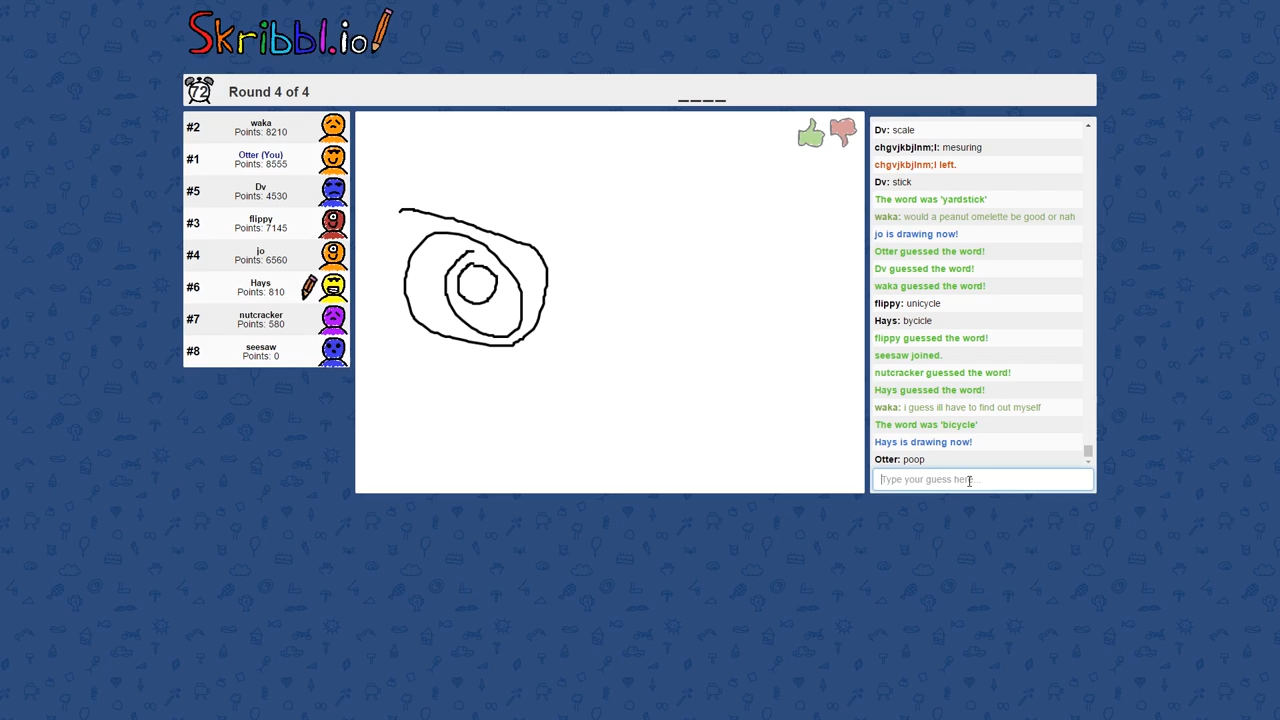 Skribbl.io!
72
Round 4 of 4
____
#2
waka
Points: 8210
#1
Otter (You)
Points: 8555
#5
Dv
Points: 4530
#3
flippy
Points: 7145
#4
jo
Points: 6560
#6
Hays
Points: 810
#7
nutcracker
Points: 580
#8
seesaw
Points: 0
Dv: scale
chgvjkbjlnm;l: mesuring
chgvjkbjlnm;l left.
Dv: stick
The word was 'yardstick'
waka: would a peanut omelette be good or nah
jo is drawing now!
Otter guessed the word!
Dv guessed the word!
waka guessed the word!
flippy: unicycle
Hays: bycicle
flippy guessed the word!
seesaw joined.
nutcracker guessed the word!
Hays guessed the word!
waka: i guess ill have to find out myself
The word was 'bicycle'
Hays is drawing now!
Otter: poop
Type your guess here...